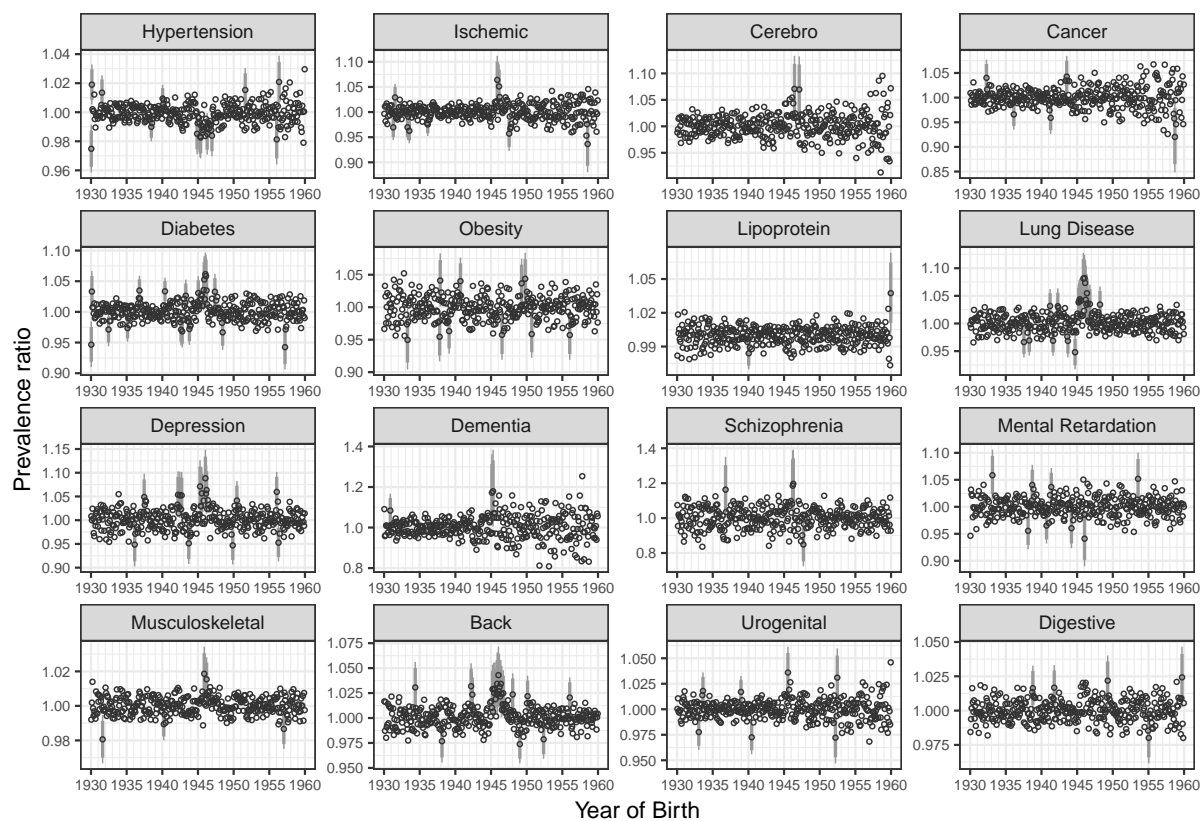 Hypertension Ischemic Cerebro Cancer
1.04 1.02 1.00 0.98 0.96
1.10 1.05 1.00 0.95 0.90
1.10 1.05 1.00 0.95
1.05 1.00 0.95 0.90 0.85
1930 1935 1940 1945 1950 1955 1960 1930 1935 1940 1945 1950 1955 1960 1930 1935 1940 1945 1950 1955 1960 1930 1935 1940 1945 1950 1955 1960
Diabetes Obesity Lipoprotein Lung Disease
1.10 1.05 1.00 0.95 0.90
1.05 1.00 0.95 0.90
1.05 1.02 0.99
1.10 1.05 1.00 0.95
1930 1935 1940 1945 1950 1955 1960 1930 1935 1940 1945 1950 1955 1960 1930 1935 1940 1945 1950 1955 1960 1930 1935 1940 1945 1950 1955 1960
Prevalence ratio
Depression Dementia Schizophrenia Mental Retardation
1.15 1.10 1.05 1.00 0.95 0.90
1.4 1.2 1.0 0.8
1.4 1.2 1.0 0.8
1.10 1.05 1.00 0.95 0.90
1930 1935 1940 1945 1950 1955 1960 1930 1935 1940 1945 1950 1955 1960 1930 1935 1940 1945 1950 1955 1960 1930 1935 1940 1945 1950 1955 1960
Musculoskeletal Back Urogenital Digestive
1.02 1.00 0.98
1.075 1.050 1.025 1.000 0.975 0.950
1.050 1.025 1.000 0.975 0.950
1.050 1.025 1.000 0.975
1930 1935 1940 1945 1950 1955 1960 1930 1935 1940 1945 1950 1955 1960 1930 1935 1940 1945 1950 1955 1960 1930 1935 1940 1945 1950 1955 1960
Year of Birth